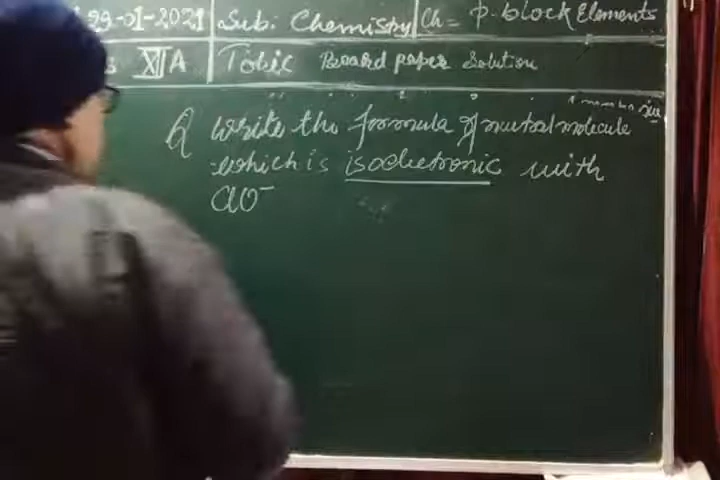 29-01-2021 Sub: Chemistry Ch = p-block Elements
XII A Topic Board paper Solution
Q write the formula of neutral molecule
which is isoelectronic with
ClO⁻